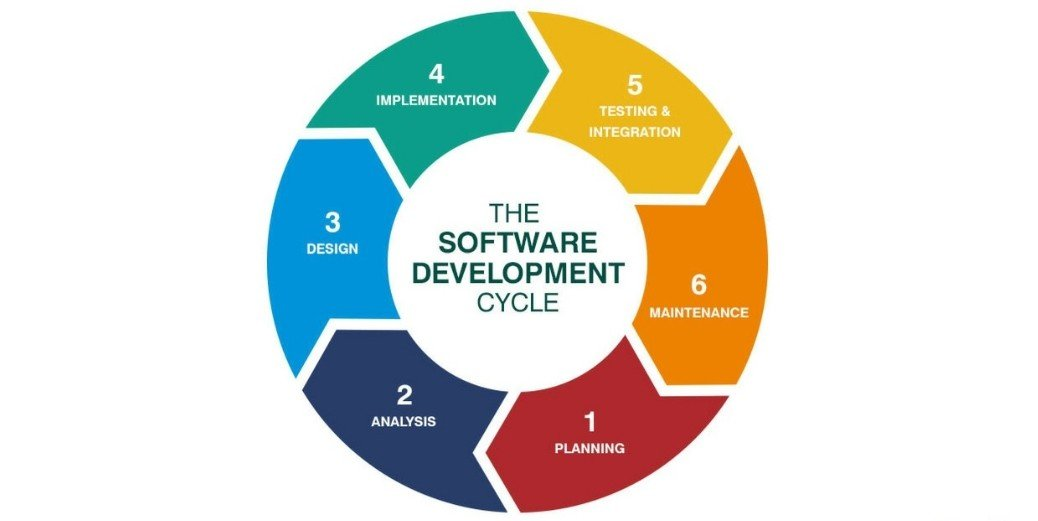 THE
SOFTWARE
DEVELOPMENT
CYCLE
1
PLANNING
2
ANALYSIS
3
DESIGN
4
IMPLEMENTATION
5
TESTING &
INTEGRATION
6
MAINTENANCE